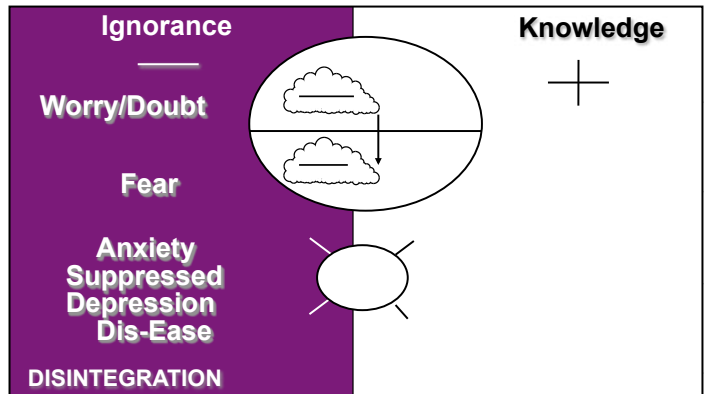 Ignorance
Knowledge
Worry/Doubt
Fear
Anxiety
Suppressed
Depression
Dis-Ease
DISINTEGRATION